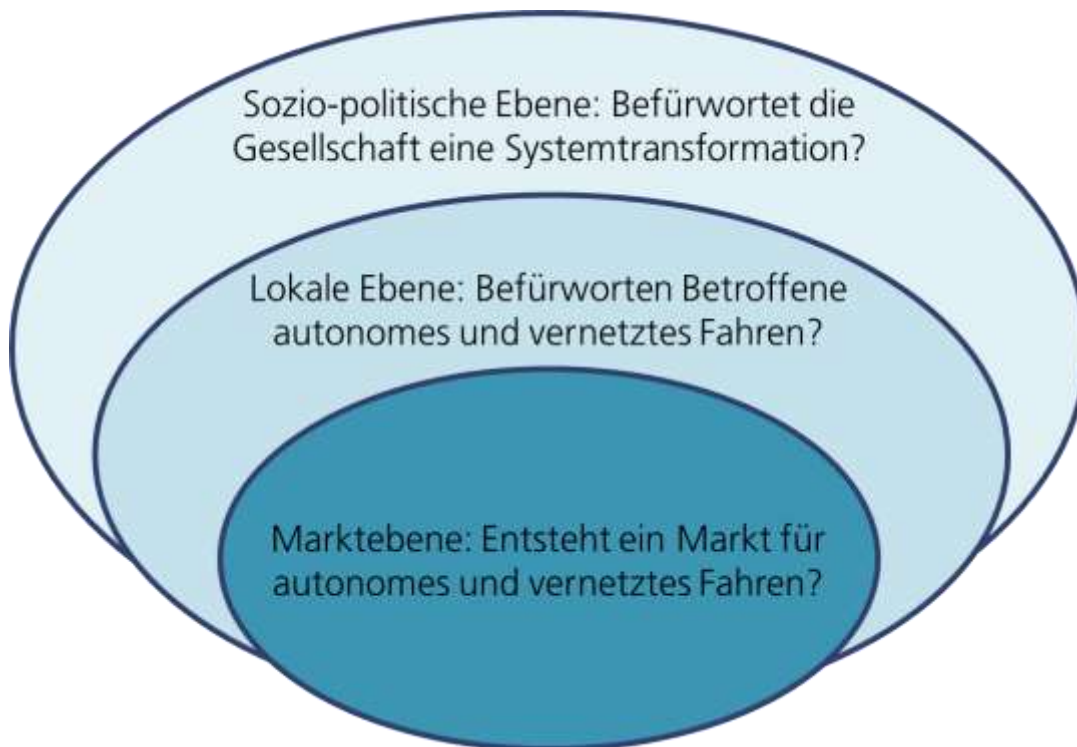 Sozio-politische Ebene: Befürwortet die
Gesellschaft eine Systemtransformation?
Lokale Ebene: Befürworten Betroffene
autonomes und vernetztes Fahren?
Marktebene: Entsteht ein Markt für
autonomes und vernetztes Fahren?